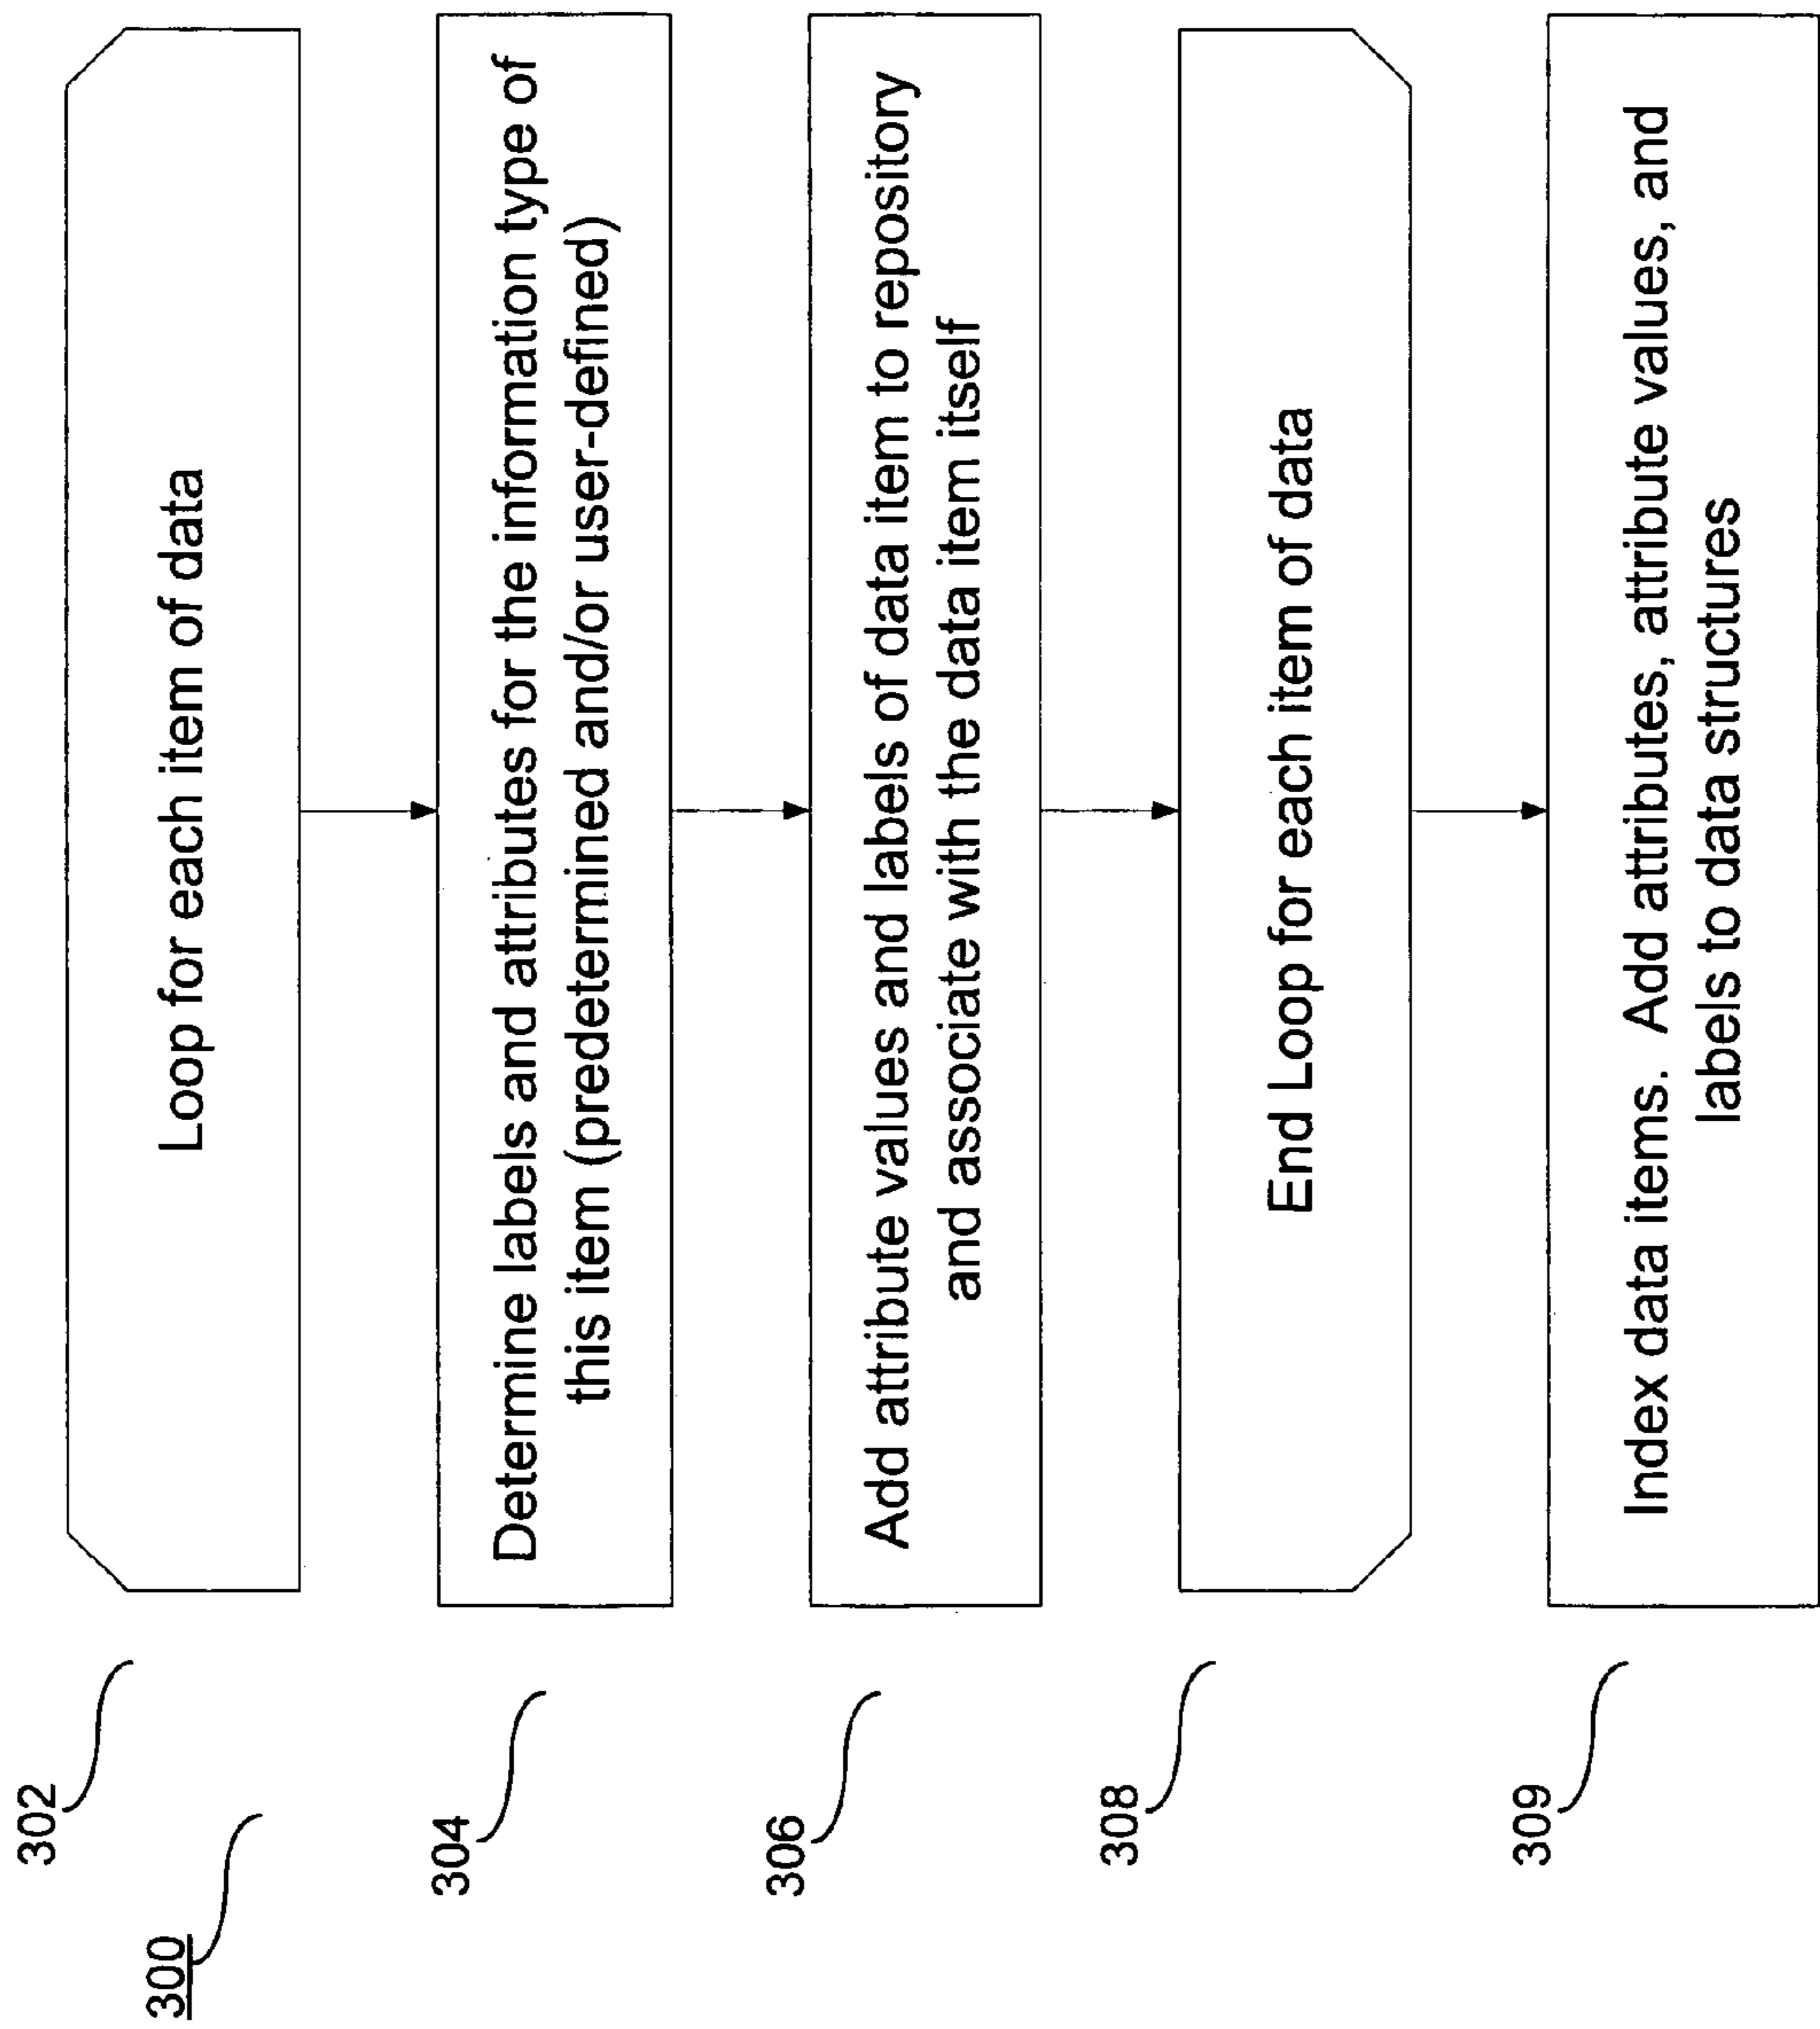 300
302
Loop for each item of data
304
Determine labels and attributes for the information type of
this item (predetermined and/or user-defined)
306
Add attribute values and labels of data item to repository
and associate with the data item itself
308
End Loop for each item of data
309
Index data items.  Add attributes, attribute values, and
labels to data structures